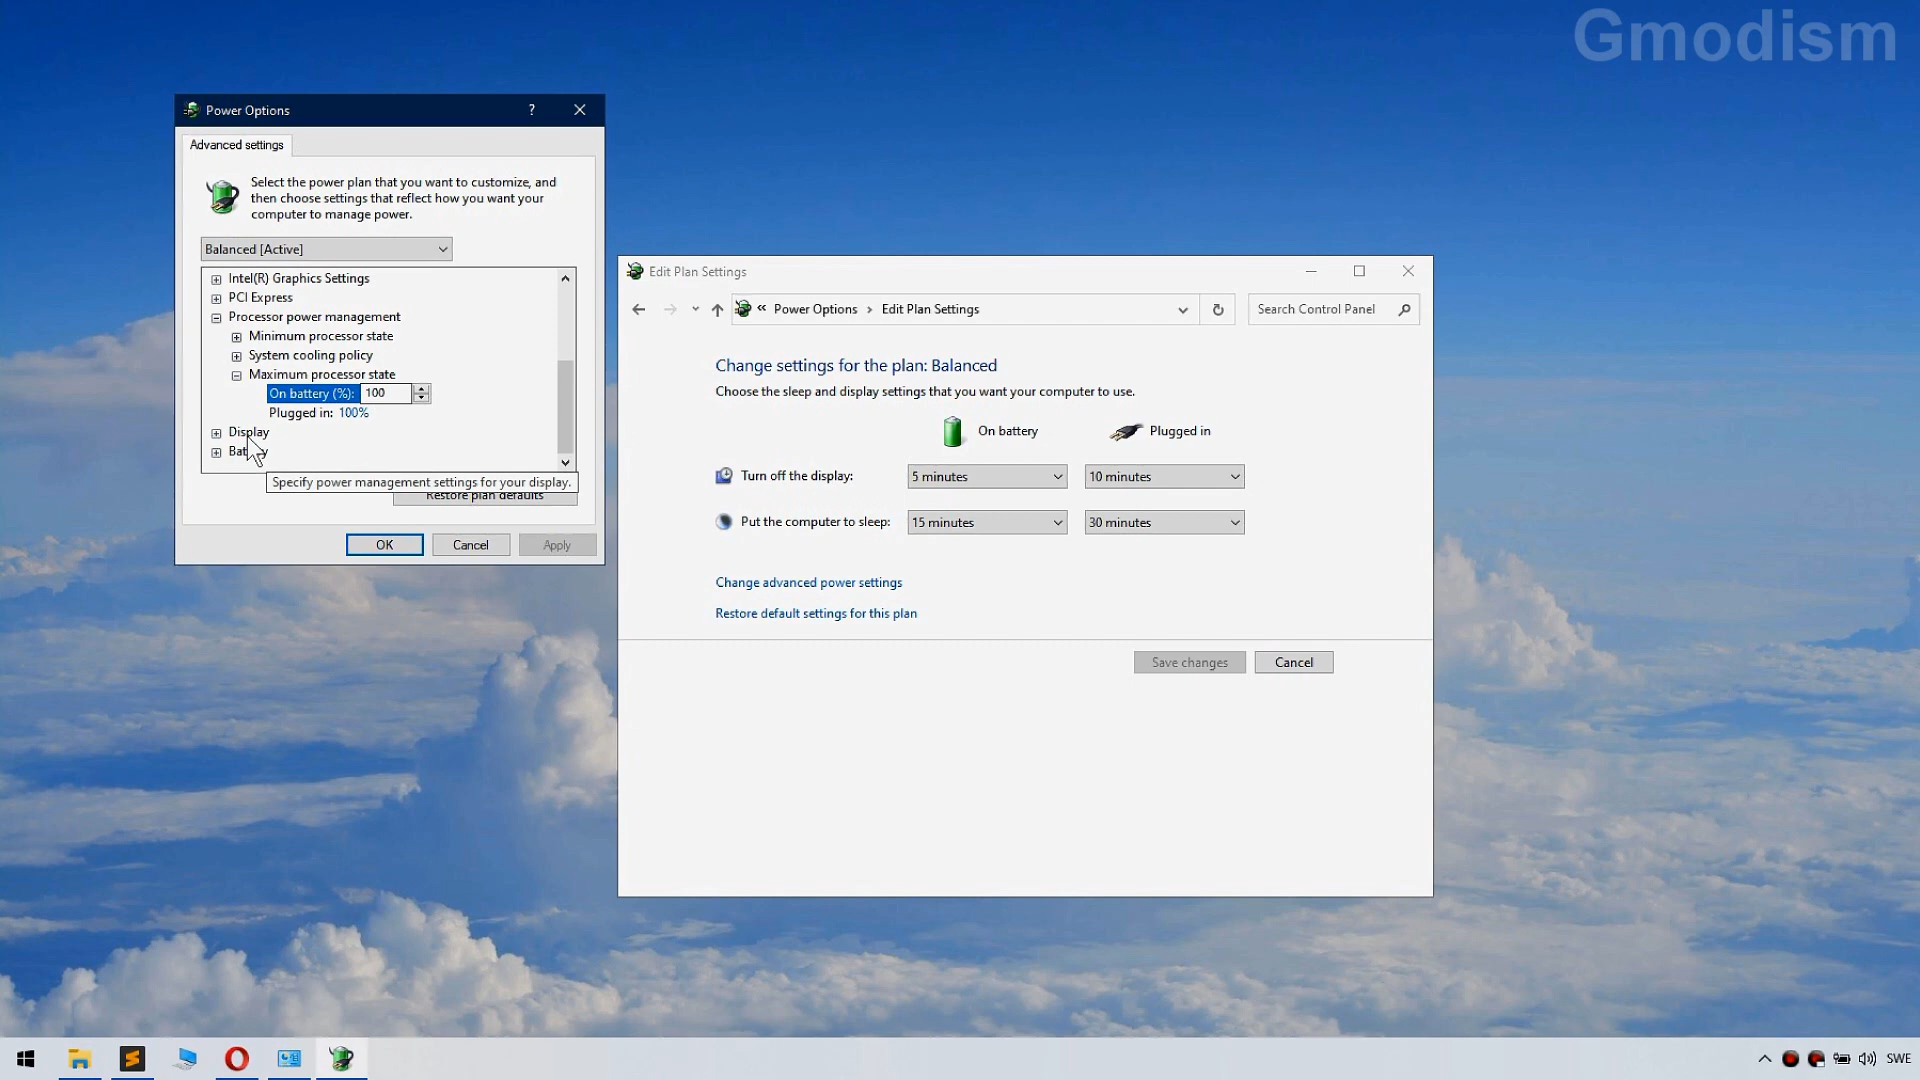 Gmodism
Power Options
?
Advanced settings
Select the power plan that you want to customize, and
then choose settings that reflect how you want your
computer to manage power.
Balanced [Active]
Intel(R) Graphics Settings
PCI Express
Processor power management
Minimum processor state
System cooling policy
Maximum processor state
On battery (%): 100
Plugged in: 100%
Display
Specify power management settings for your display.
Restore plan defaults
OK
Cancel
Apply
Edit Plan Settings
« Power Options › Edit Plan Settings
Search Control Panel
Change settings for the plan: Balanced
Choose the sleep and display settings that you want your computer to use.
On battery
Plugged in
Turn off the display: 5 minutes 10 minutes
Put the computer to sleep: 15 minutes 30 minutes
Change advanced power settings
Restore default settings for this plan
Save changes
Cancel
SWE